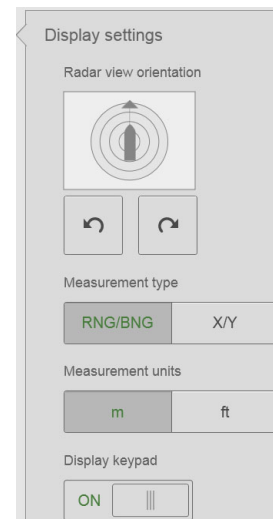 Display settings
Radar view orientation
Measurement type
RNG/BNG X/Y
Measurement units
m ft
Display keypad
ON